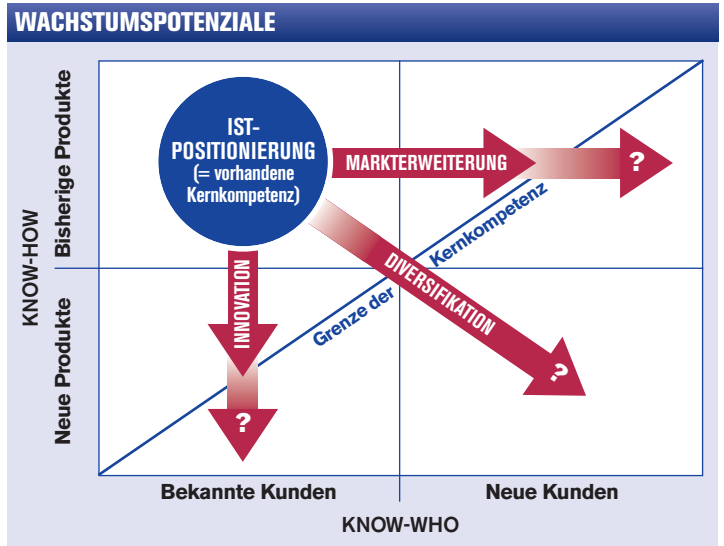 WACHSTUMSPOTENZIALE
KNOW-HOW
Bisherige Produkte
Neue Produkte
IST-
POSITIONIERUNG
(= vorhandene
Kernkompetenz)
MARKTERWEITERUNG
?
INNOVATION
?
DIVERSIFIKATION
?
Grenze der Kernkompetenz
Bekannte Kunden
Neue Kunden
KNOW-WHO